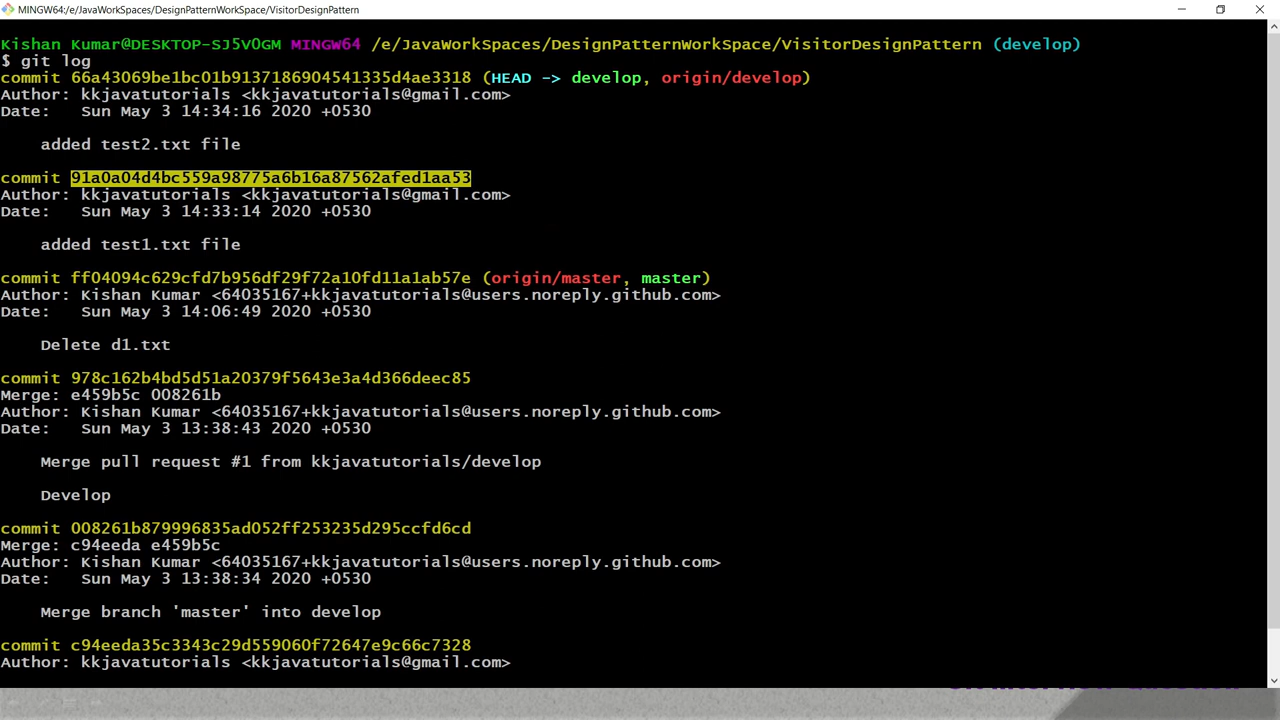 MINGW64:/e/JavaWorkSpaces/DesignPatternWorkSpace/VisitorDesignPattern
Kishan Kumar@DESKTOP-SJ5V0GM MINGW64 /e/JavaWorkSpaces/DesignPatternWorkSpace/VisitorDesignPattern (develop)
$ git log
commit 66a43069be1bc01b9137186904541335d4ae3318 (HEAD -> develop, origin/develop)
Author: kkjavatutorials <kkjavatutorials@gmail.com>
Date:   Sun May 3 14:34:16 2020 +0530
added test2.txt file
commit 91a0a04d4bc559a98775a6b16a87562afed1aa53
Author: kkjavatutorials <kkjavatutorials@gmail.com>
Date:   Sun May 3 14:33:14 2020 +0530
added test1.txt file
commit ff04094c629cfd7b956df29f72a10fd11a1ab57e (origin/master, master)
Author: Kishan Kumar <64035167+kkjavatutorials@users.noreply.github.com>
Date:   Sun May 3 14:06:49 2020 +0530
Delete d1.txt
commit 978c162b4bd5d51a20379f5643e3a4d366deec85
Merge: e459b5c 008261b
Author: Kishan Kumar <64035167+kkjavatutorials@users.noreply.github.com>
Date:   Sun May 3 13:38:43 2020 +0530
Merge pull request #1 from kkjavatutorials/develop
Develop
commit 008261b879996835ad052ff253235d295ccfd6cd
Merge: c94eeda e459b5c
Author: Kishan Kumar <64035167+kkjavatutorials@users.noreply.github.com>
Date:   Sun May 3 13:38:34 2020 +0530
Merge branch 'master' into develop
commit c94eeda35c3343c29d559060f72647e9c66c7328
Author: kkjavatutorials <kkjavatutorials@gmail.com>